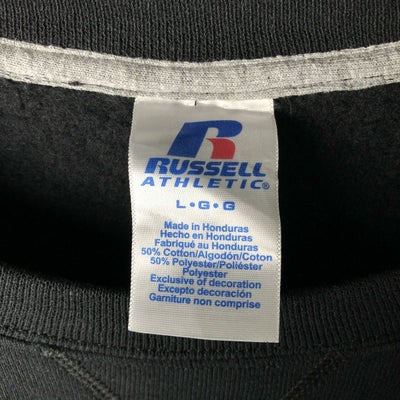 RUSSELL
ATHLETIC®
L•G•G
Made in Honduras
Hecho en Honduras
Fabriqué au Honduras
50% Cotton/Algodón/Coton
50% Polyester/Poliéster
Polyester
Exclusive of decoration
Excepto decoración
Garniture non comprise